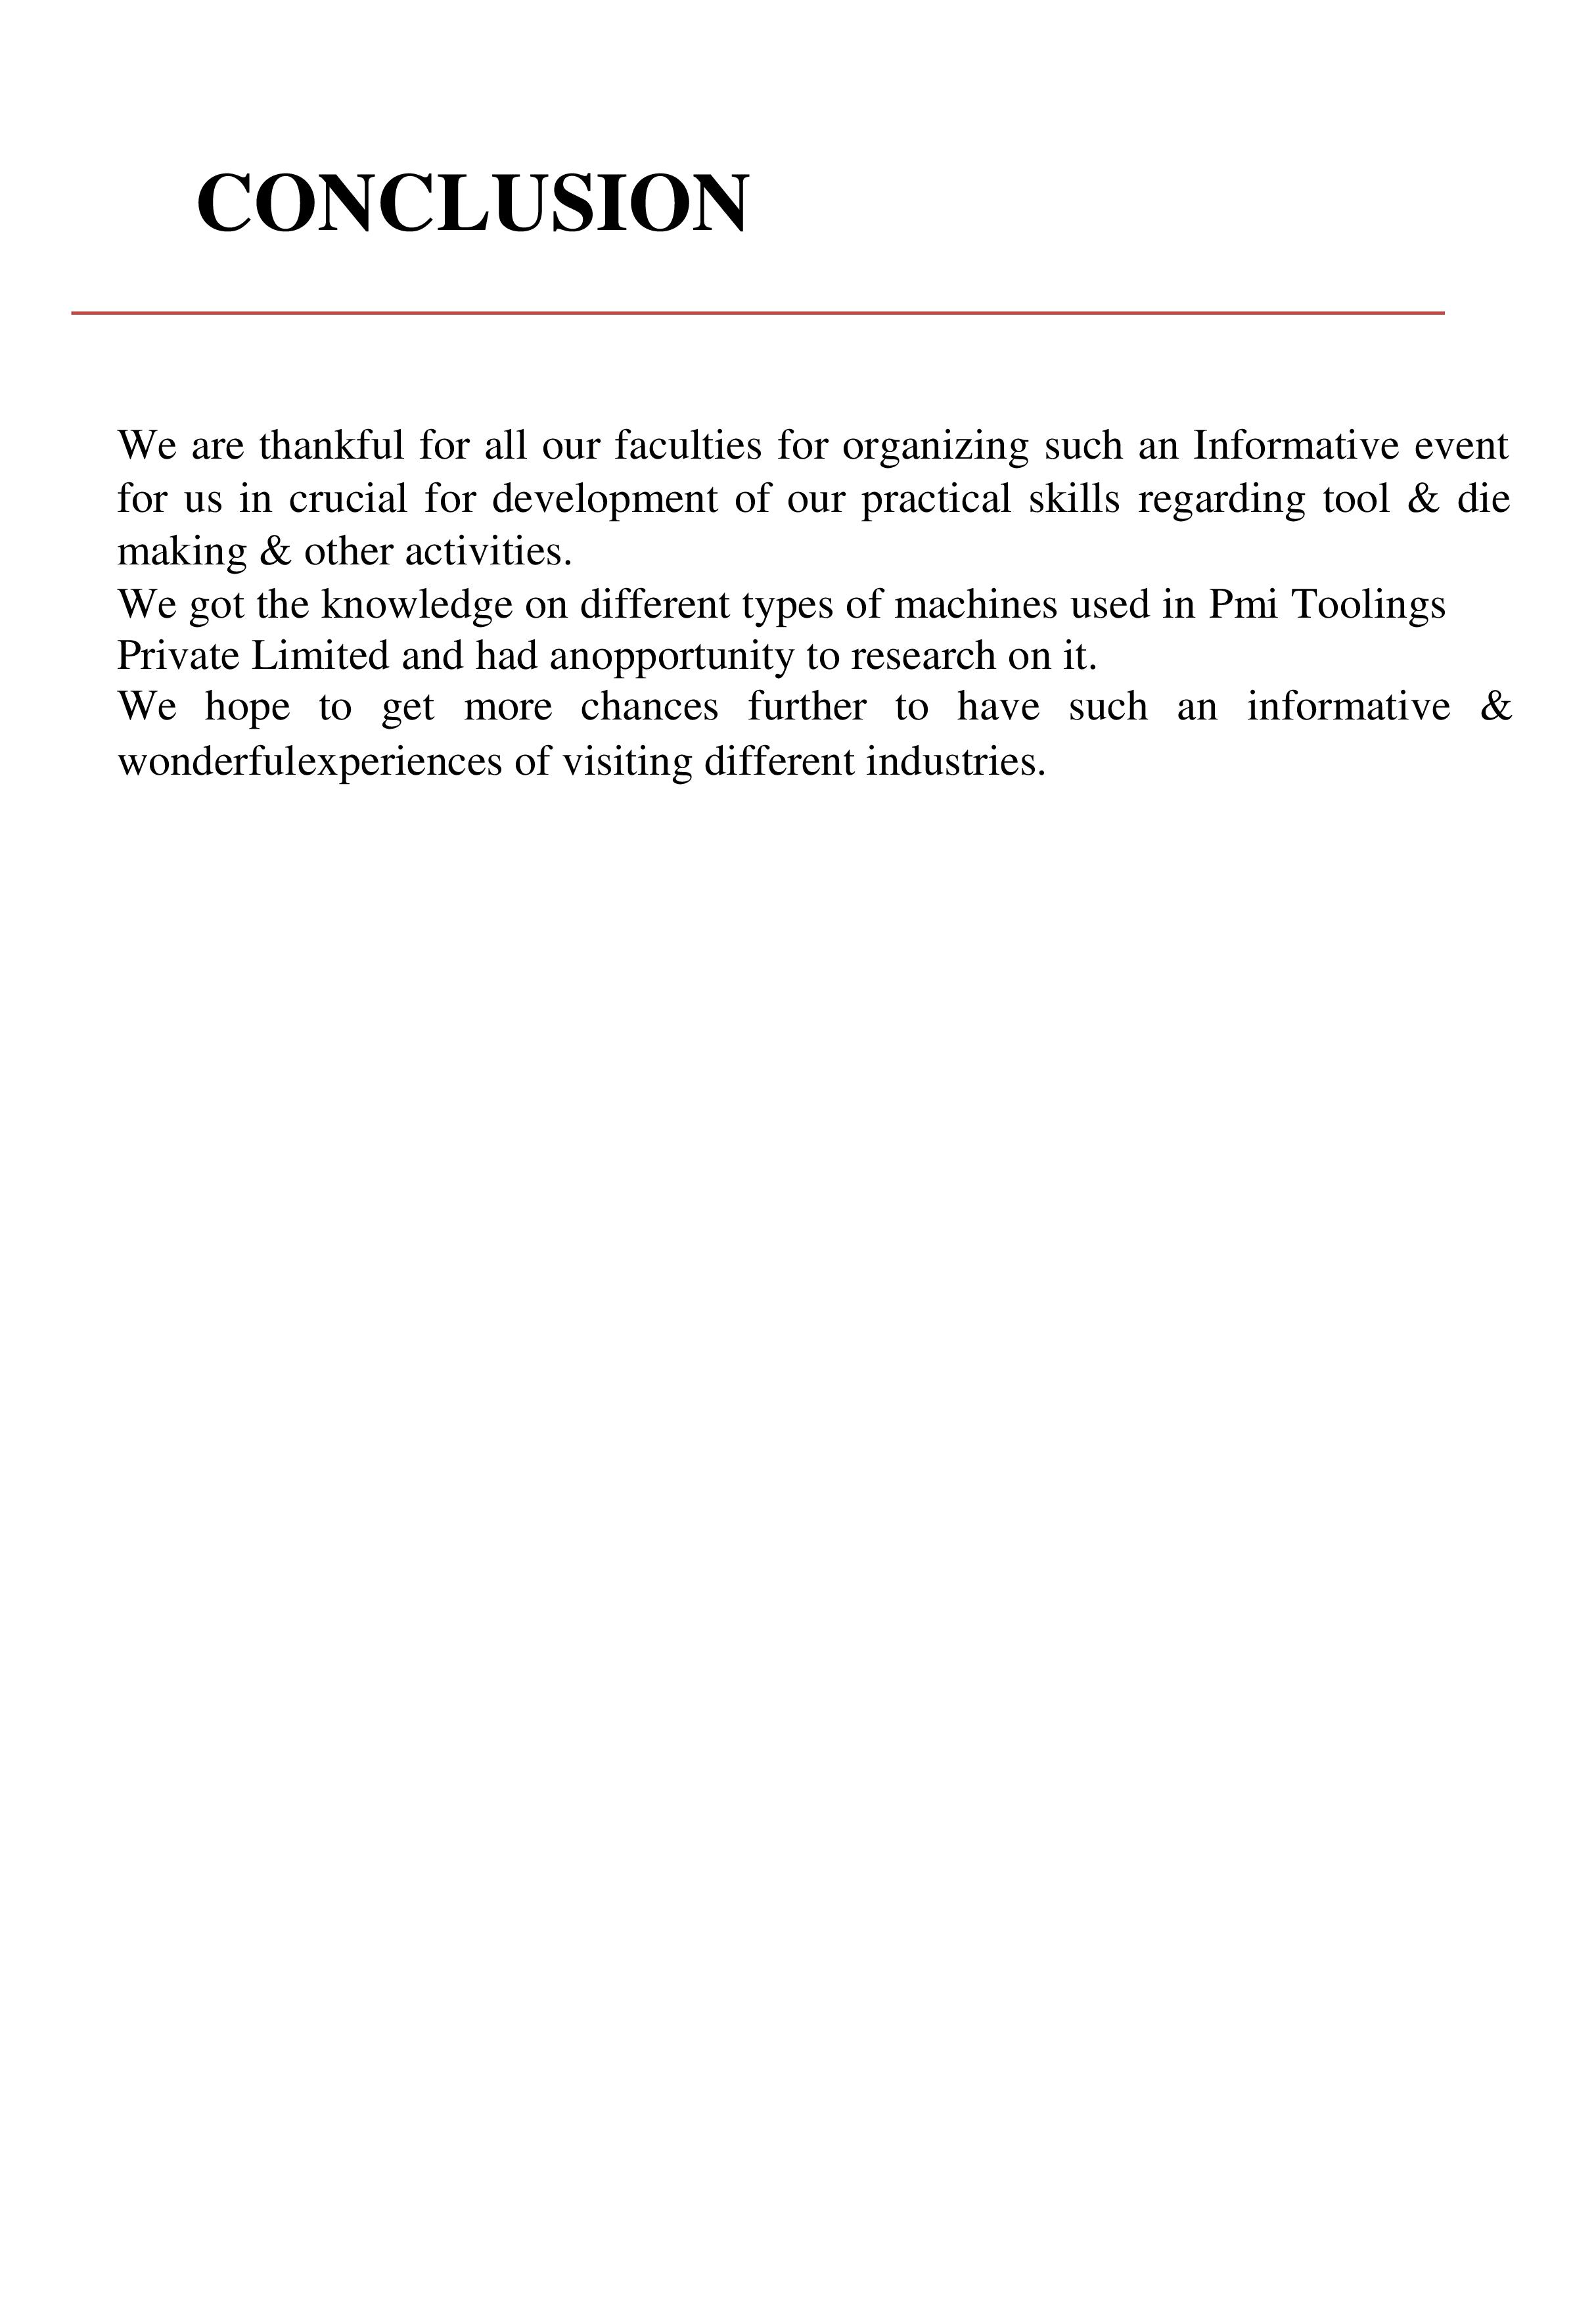 CONCLUSION
We are thankful for all our faculties for organizing such an Informative event
for us in crucial for development of our practical skills regarding tool & die
making & other activities.
We got the knowledge on different types of machines used in Pmi Toolings
Private Limited and had anopportunity to research on it.
We hope to get more chances further to have such an informative &
wonderfulexperiences of visiting different industries.